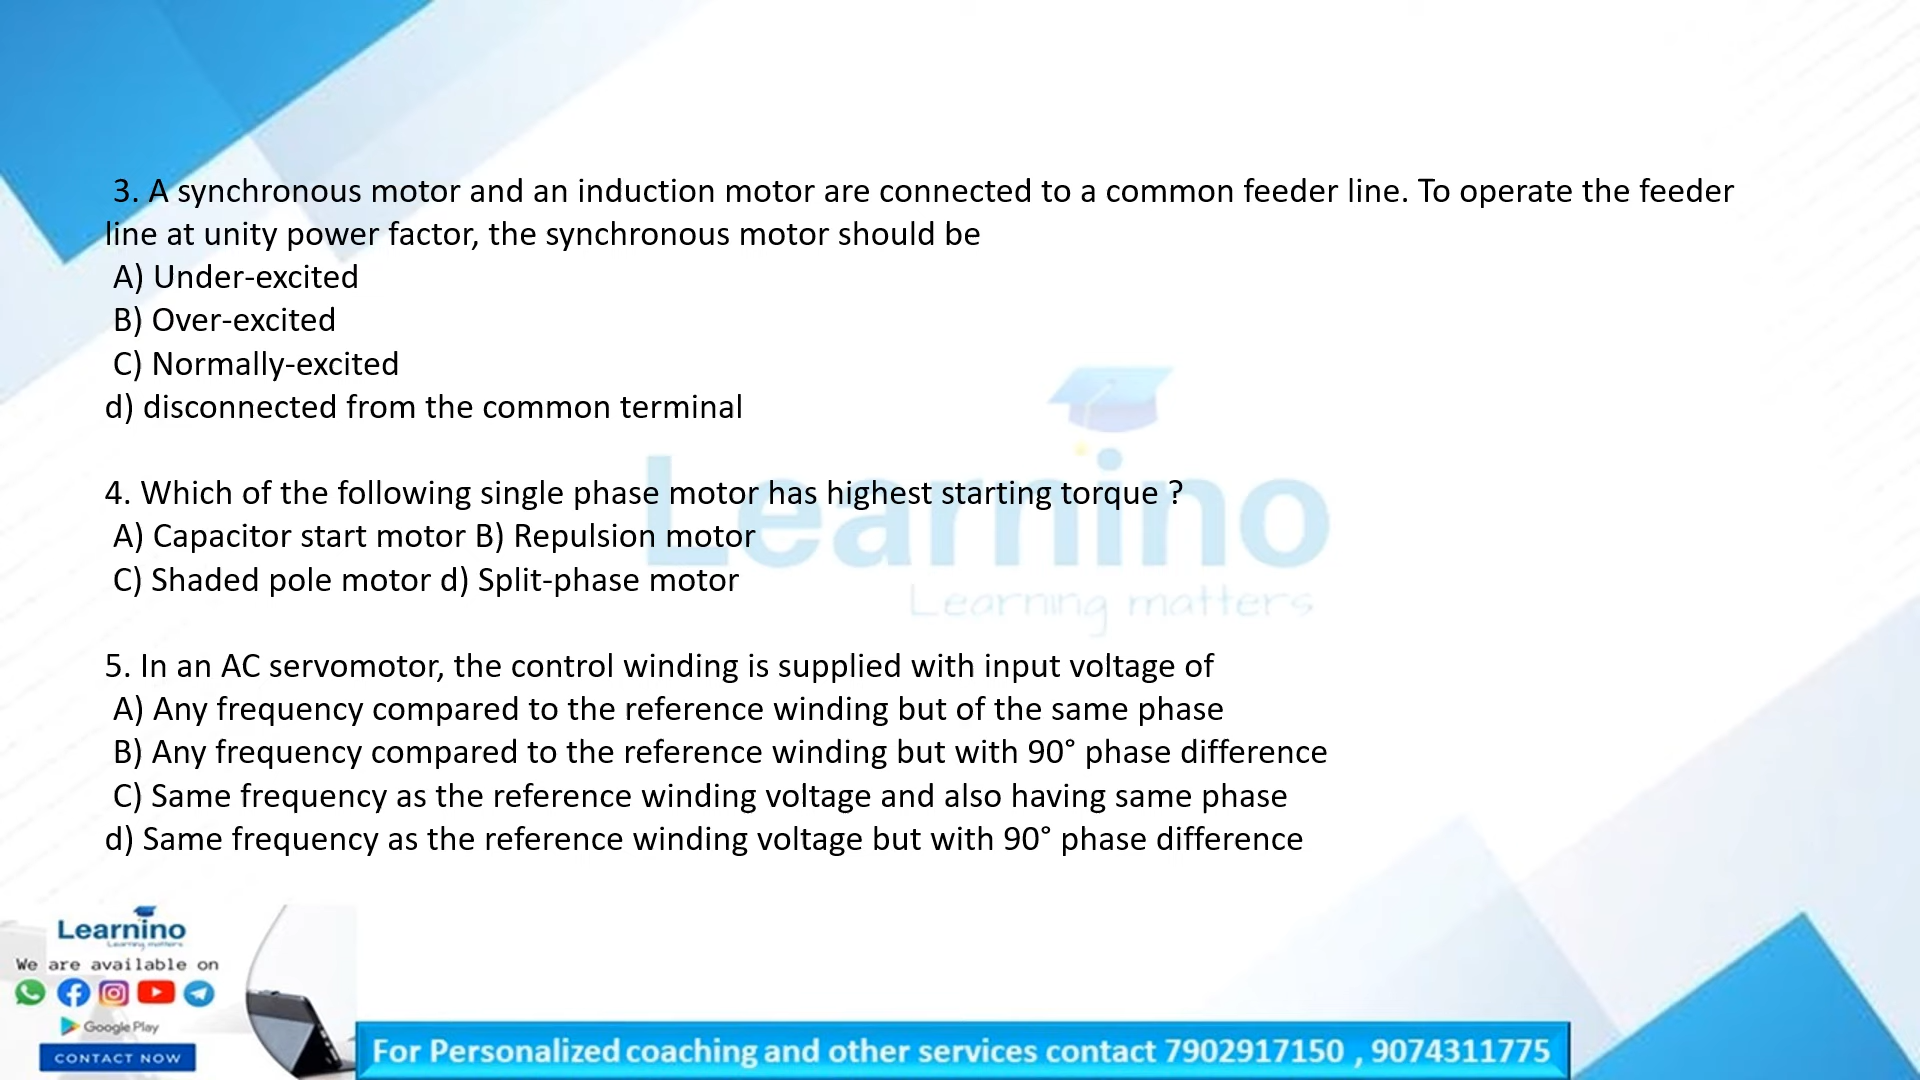 3. A synchronous motor and an induction motor are connected to a common feeder line. To operate the feeder
line at unity power factor, the synchronous motor should be
A) Under-excited
B) Over-excited
C) Normally-excited
d) disconnected from the common terminal
4. Which of the following single phase motor has highest starting torque ?
A) Capacitor start motor B) Repulsion motor
C) Shaded pole motor d) Split-phase motor
Learnino
Learning matters
5. In an AC servomotor, the control winding is supplied with input voltage of
A) Any frequency compared to the reference winding but of the same phase
B) Any frequency compared to the reference winding but with 90° phase difference
C) Same frequency as the reference winding voltage and also having same phase
d) Same frequency as the reference winding voltage but with 90° phase difference
Learnino
Learning matters
We are available on
Google Play
CONTACT NOW
For Personalized coaching and other services contact 7902917150 , 9074311775